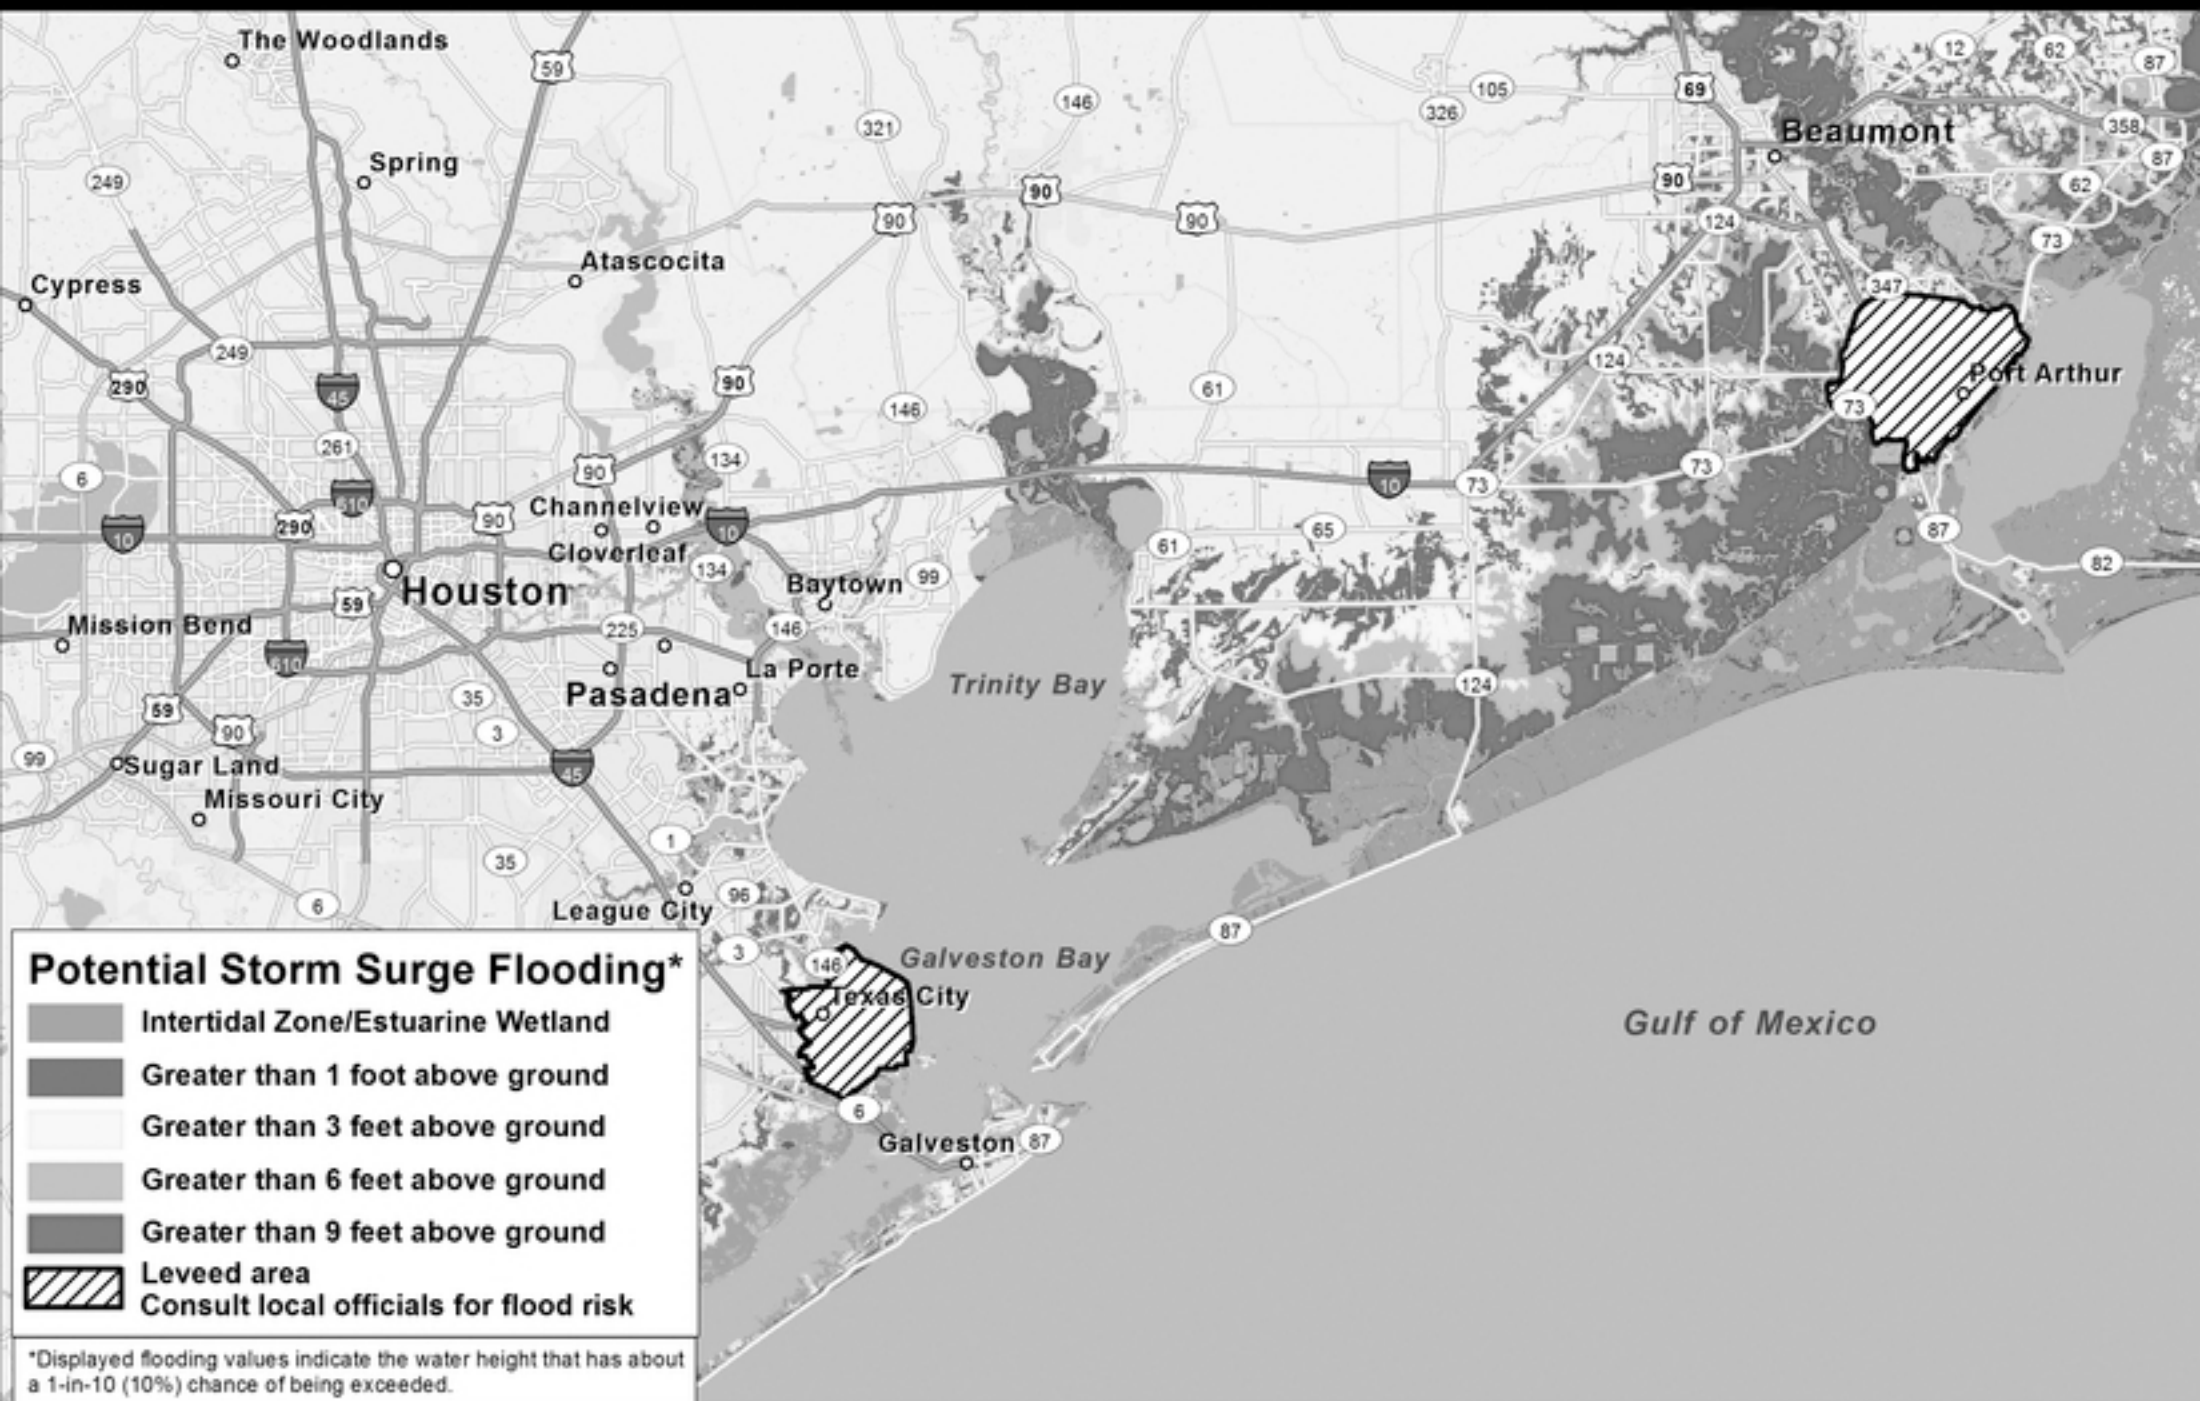 The Woodlands
59
12
62
87
105
69
146
326
321
Beaumont
358
Spring
87
249
62
90
90
90
90
124
73
Atascocita
Cypress
347
249
124
290
45
90
61
Port Arthur
146
73
261
134
90
73
6
10
73
610
Channelview
90
290
10
10
65
87
61
Cloverleaf
134
82
Houston
Baytown
99
59
Mission Bend
225
146
610
La Porte
Trinity Bay
124
Pasadena
35
59
90
3
99
Sugar Land
45
Missouri City
1
35
96
6
League City
87
3
Galveston Bay
146
Texas City
Gulf of Mexico
6
Galveston
87
Potential Storm Surge Flooding*
Intertidal Zone/Estuarine Wetland
Greater than 1 foot above ground
Greater than 3 feet above ground
Greater than 6 feet above ground
Greater than 9 feet above ground
Leveed area
Consult local officials for flood risk
*Displayed flooding values indicate the water height that has about
a 1-in-10 (10%) chance of being exceeded.